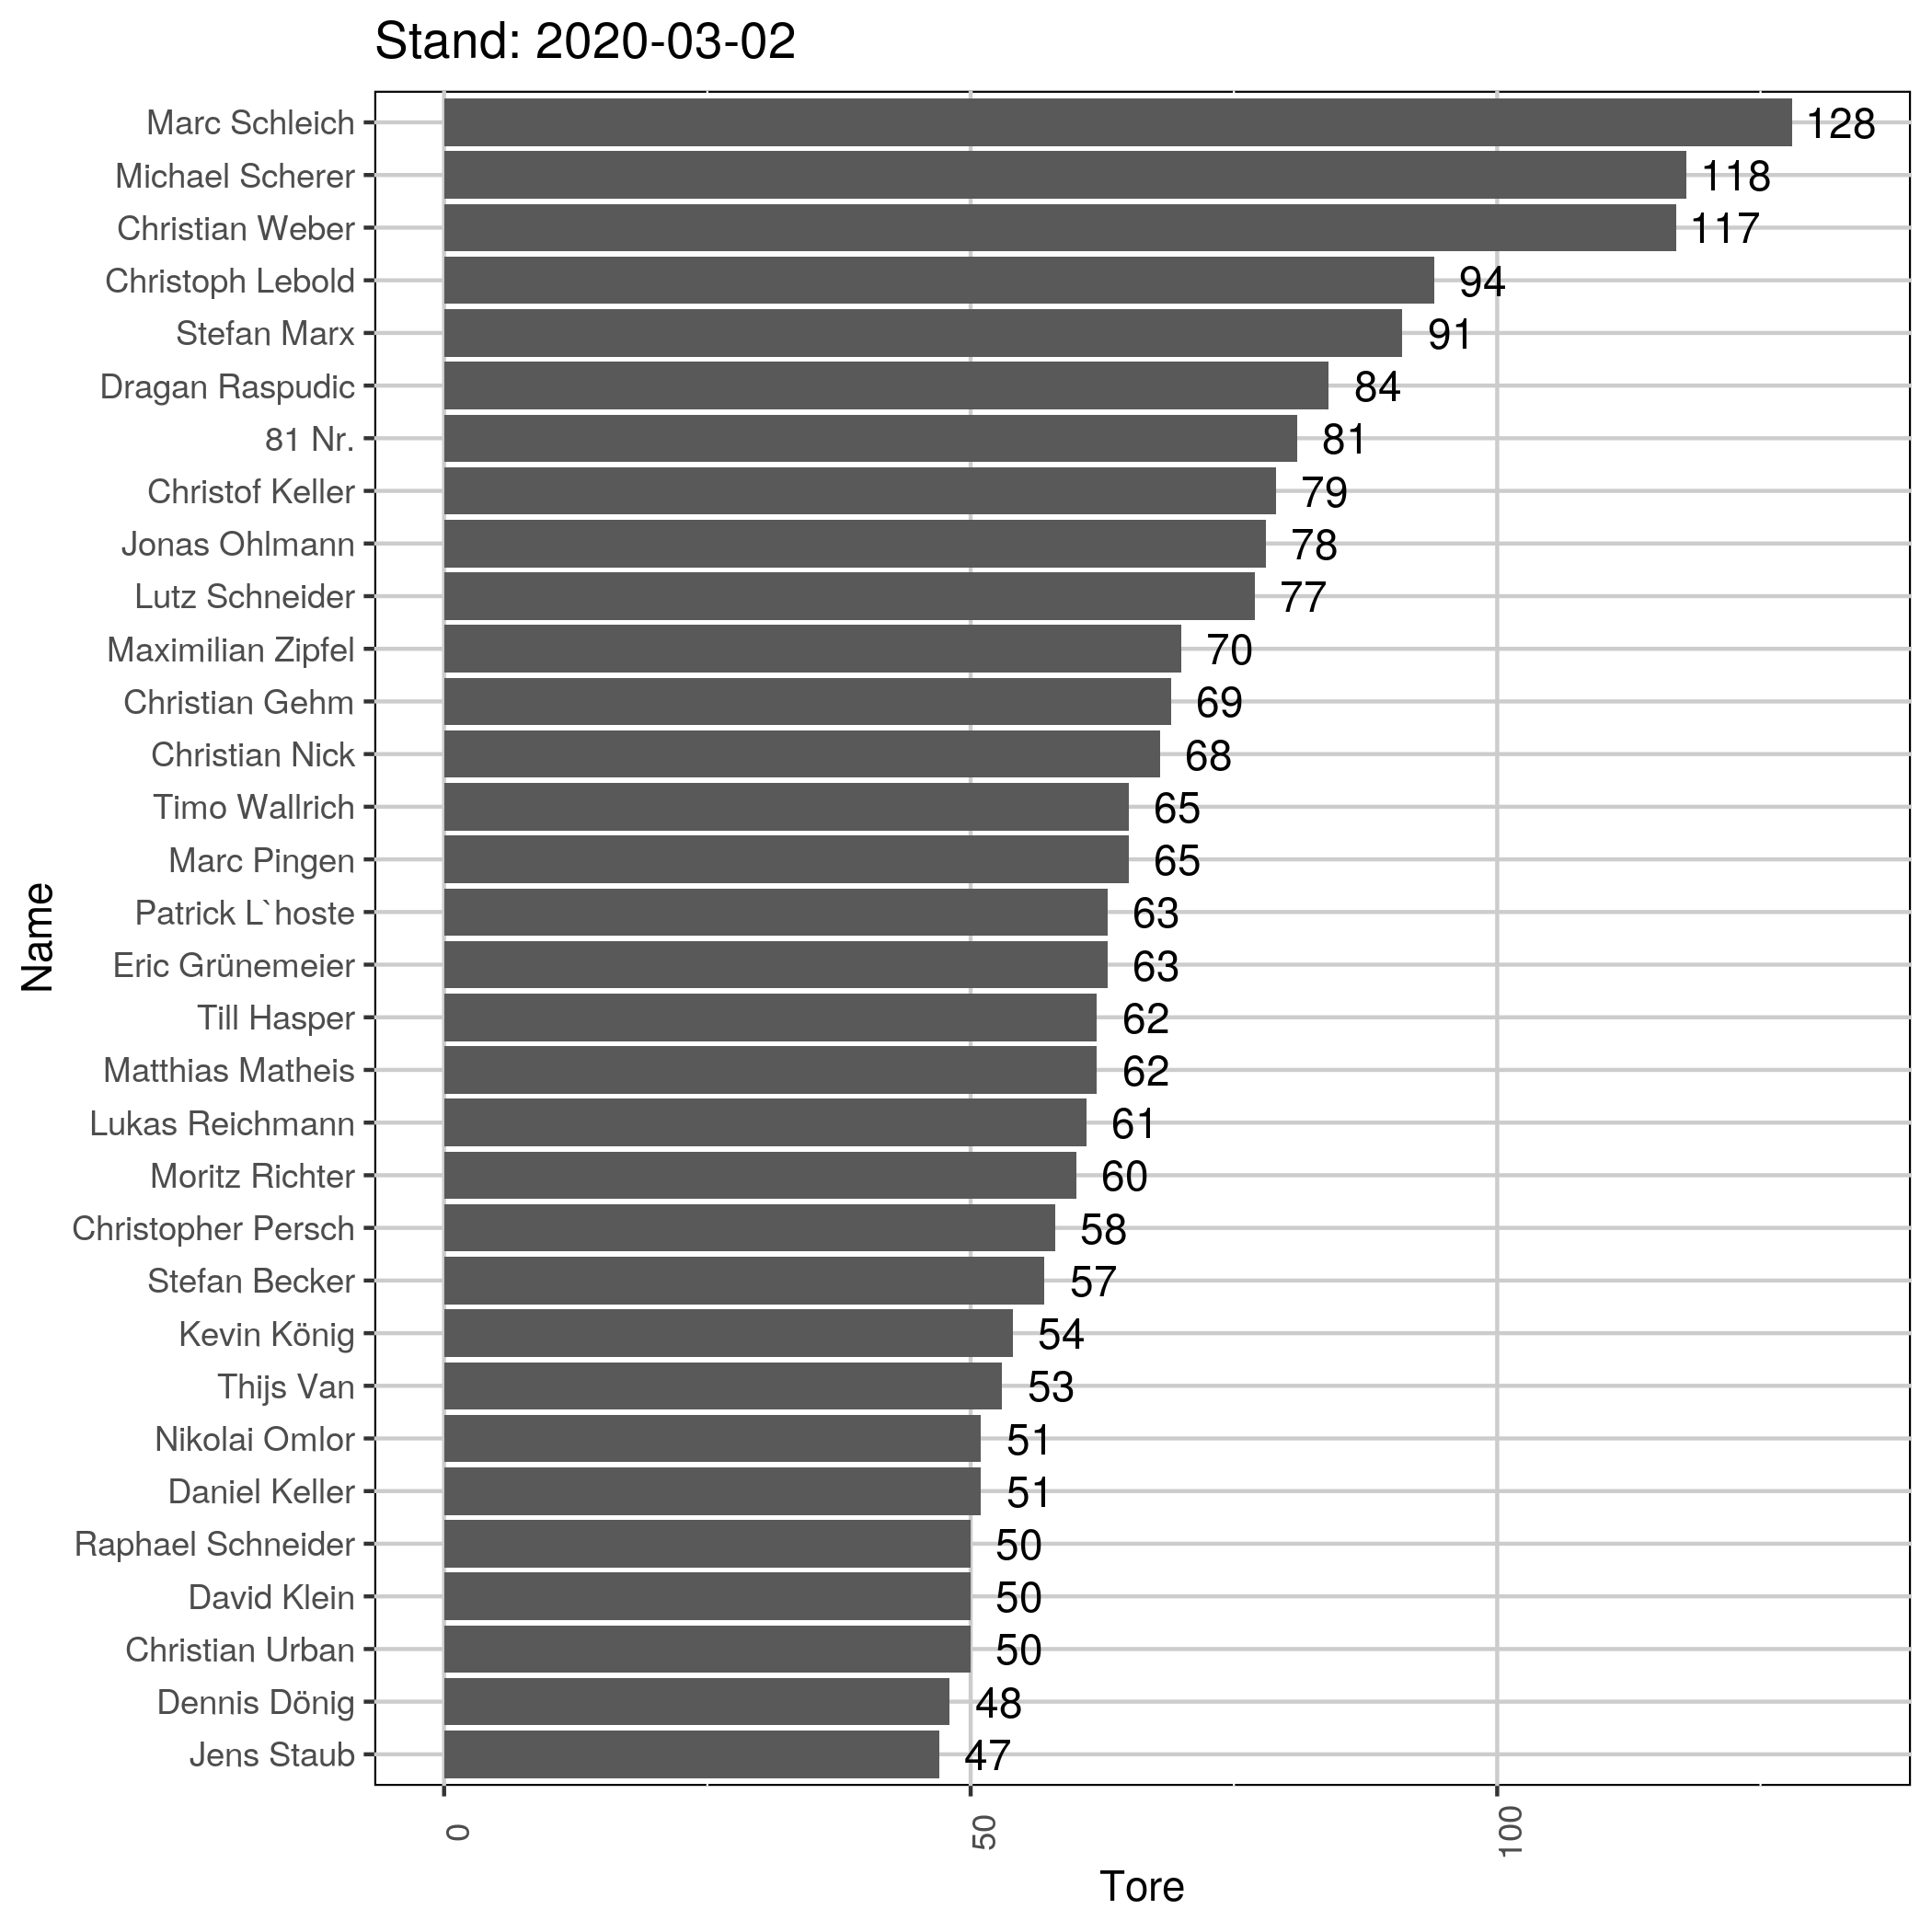 Stand: 2020-03-02
Marc Schleich 128
Michael Scherer 118
Christian Weber 117
Christoph Lebold 94
Stefan Marx 91
Dragan Raspudic 84
81 Nr. 81
Christof Keller 79
Jonas Ohlmann 78
Lutz Schneider 77
Maximilian Zipfel 70
Christian Gehm 69
Christian Nick 68
Timo Wallrich 65
Marc Pingen 65
Patrick L`hoste 63
Eric Grünemeier 63
Till Hasper 62
Matthias Matheis 62
Lukas Reichmann 61
Moritz Richter 60
Christopher Persch 58
Stefan Becker 57
Kevin König 54
Thijs Van 53
Nikolai Omlor 51
Daniel Keller 51
Raphael Schneider 50
David Klein 50
Christian Urban 50
Dennis Dönig 48
Jens Staub 47
Name
0 50 100
Tore